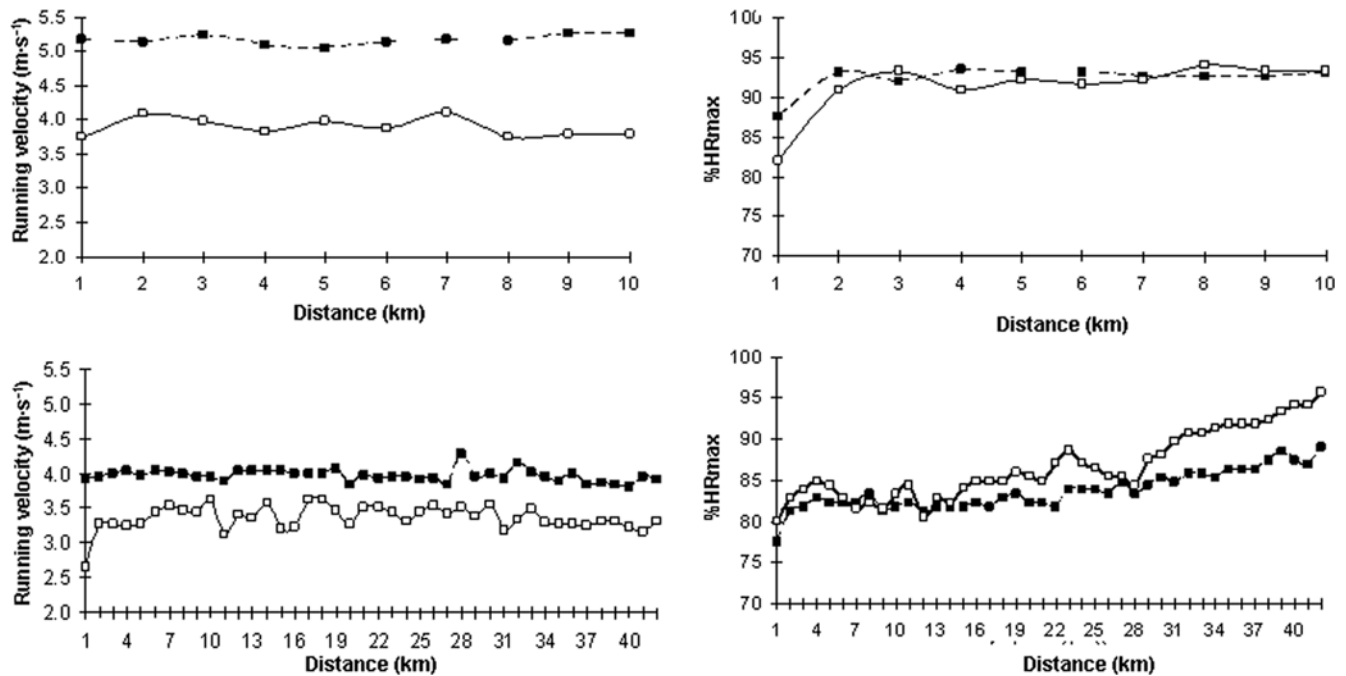 Running velocity (m·s⁻¹)
5.5
5.0
4.5
4.0
3.5
3.0
2.5
2.0
1 2 3 4 5 6 7 8 9 10
Distance (km)
%HRmax
100
95
90
85
80
75
70
1 2 3 4 5 6 7 8 9 10
Distance (km)
Running velocity (m·s⁻¹)
5.5
5.0
4.5
4.0
3.5
3.0
2.5
2.0
1 4 7 10 13 16 19 22 25 28 31 34 37 40
Distance (km)
%HRmax
100
95
90
85
80
75
70
1 4 7 10 13 16 19 22 25 28 31 34 37 40
Distance (km)